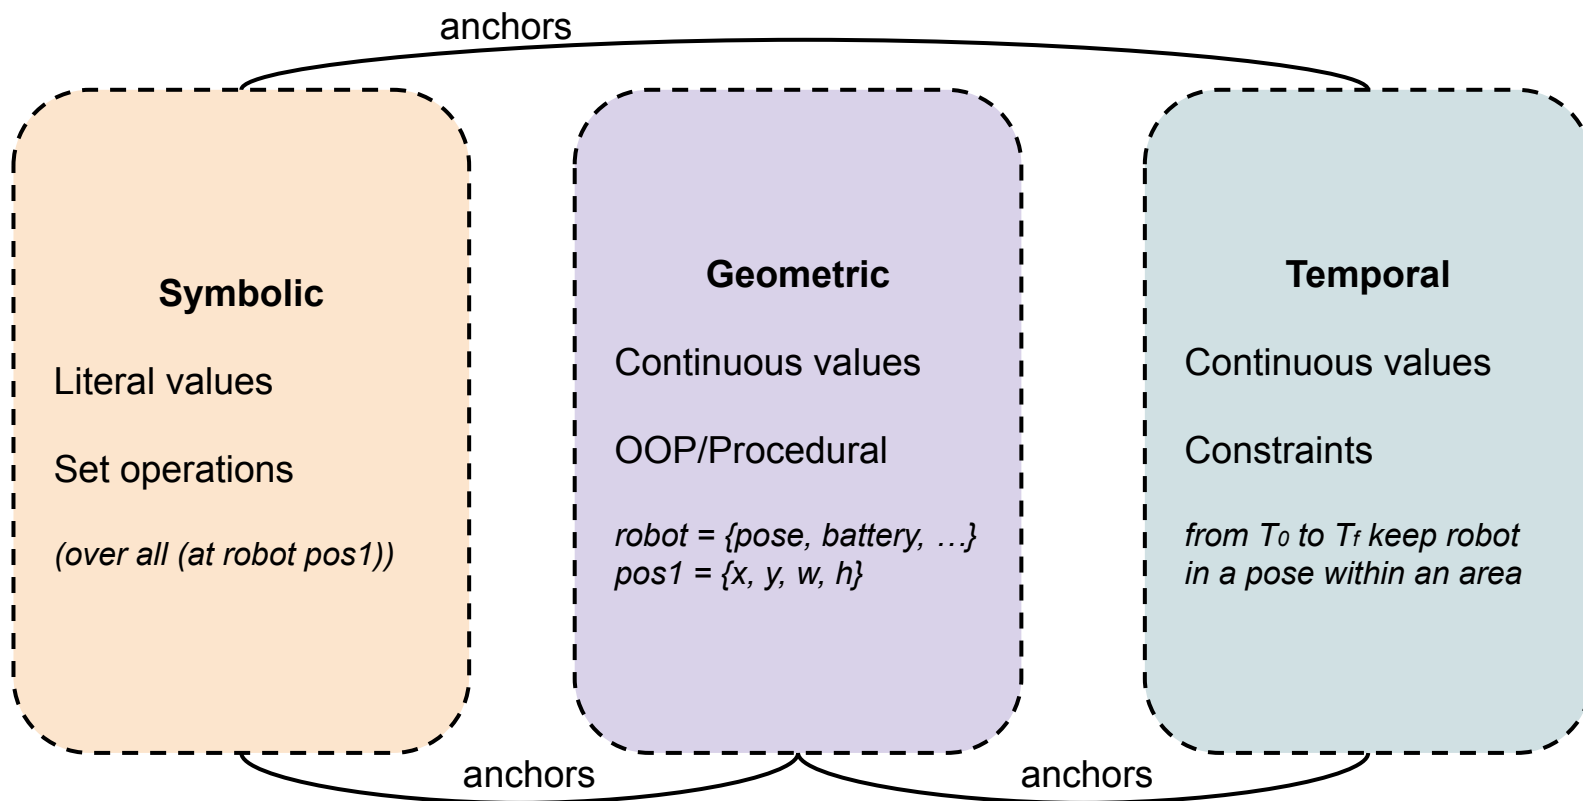 anchors
Symbolic
Literal values
Set operations
(over all (at robot pos1))
Geometric
Continuous values
OOP/Procedural
robot = {pose, battery, …}
pos1 = {x, y, w, h}
Temporal
Continuous values
Constraints
from T₀ to T_f keep robot
in a pose within an area
anchors
anchors